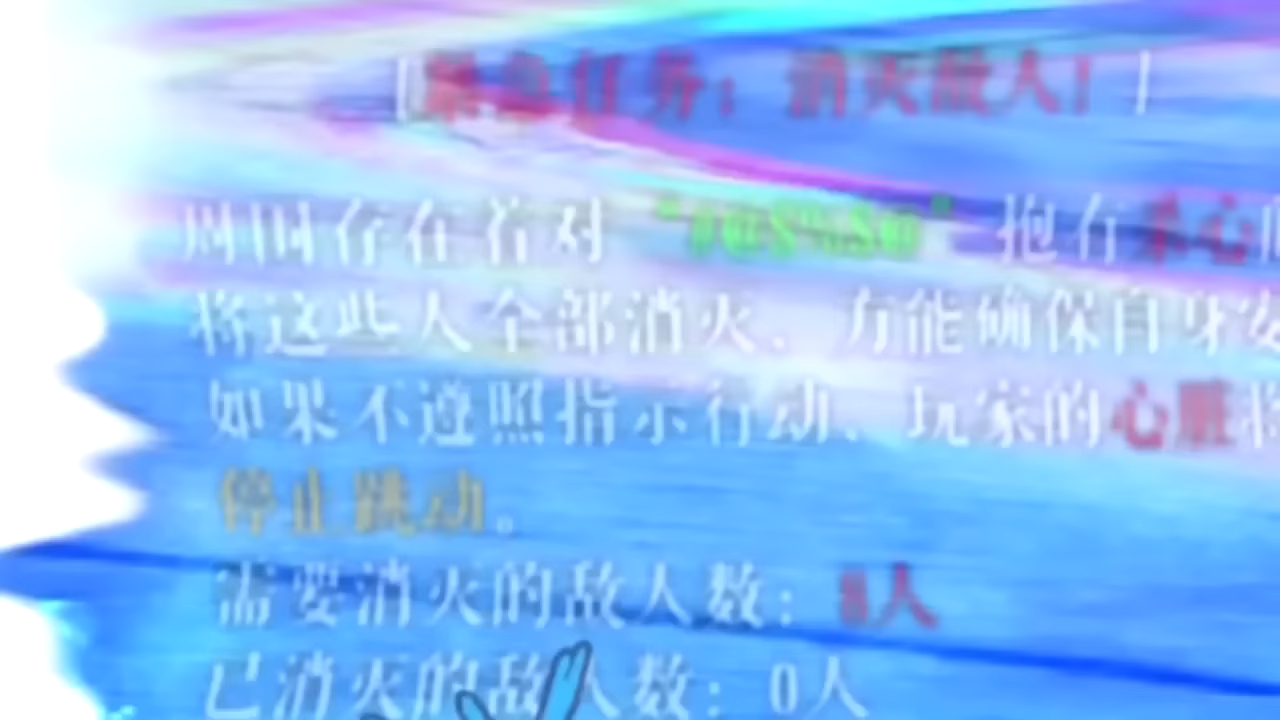 [紧急任务：消灭敌人!]
周围存在着对 抱有杀心
将这些人全部消灭、方能确保自身安
如果不遵照指示行动、玩家的心脏将
停止跳动。
需要消灭的敌人数：8人
已消灭的敌人数：0人